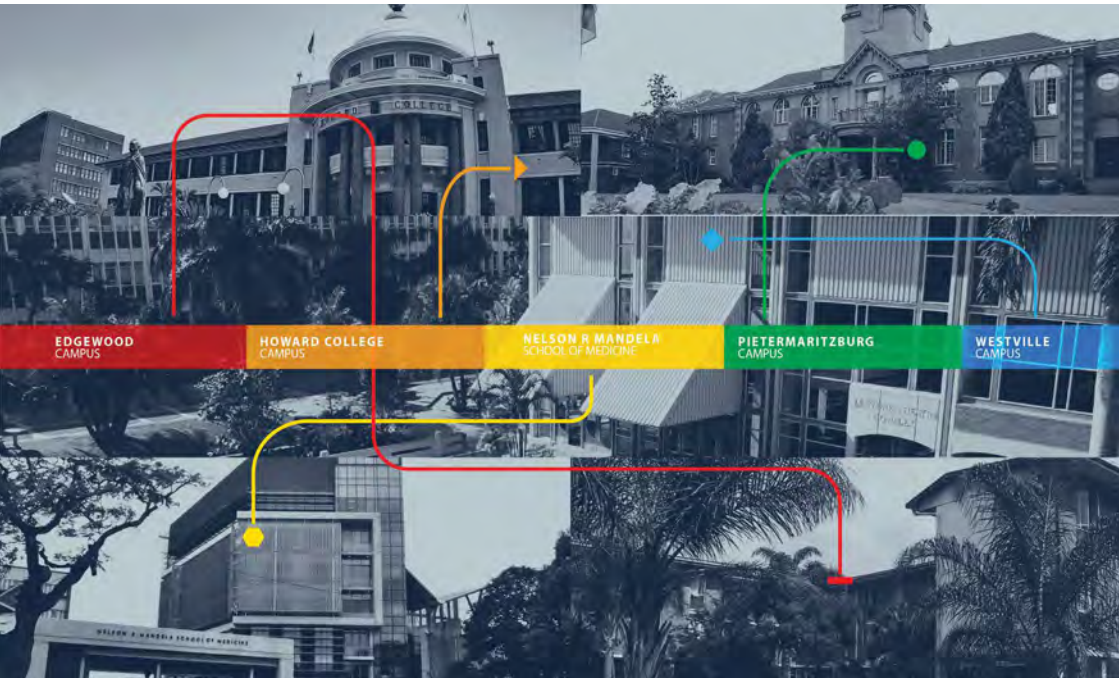 COLLEGE
EDGEWOOD
CAMPUS
HOWARD COLLEGE
CAMPUS
NELSON R MANDELA
SCHOOL OF MEDICINE
PIETERMARITZBURG
CAMPUS
WESTVILLE
CAMPUS
NELSON R MANDELA SCHOOL OF MEDICINE